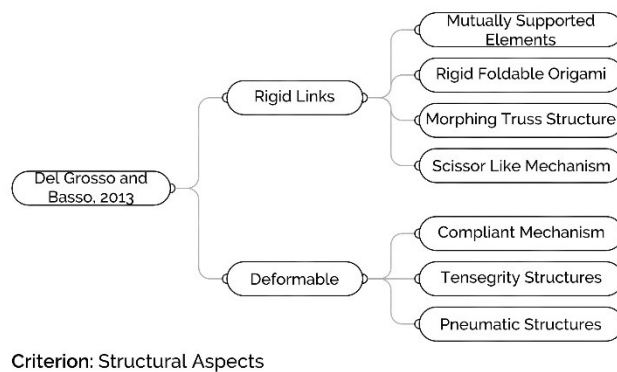 Mutually Supported
Elements
Rigid Links
Rigid Foldable Origami
Morphing Truss Structure
Scissor Like Mechanism
Del Grosso and
Basso, 2013
Compliant Mechanism
Deformable
Tensegrity Structures
Pneumatic Structures
Criterion: Structural Aspects